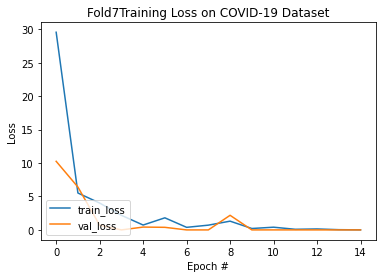 Fold7Training Loss on COVID-19 Dataset
30
25
20
15
10
5
0
Loss
train_loss
val_loss
0 2 4 6 8 10 12 14
Epoch #